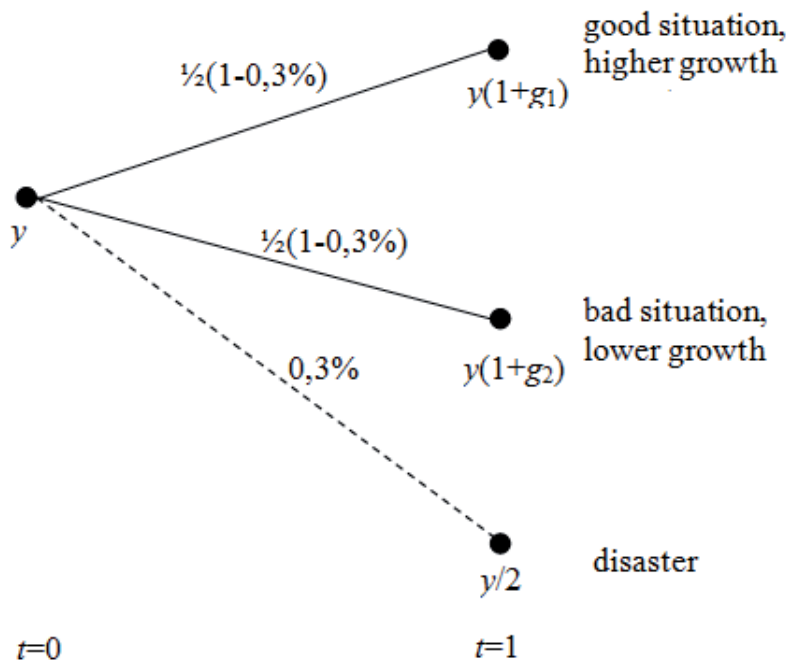 good situation,
higher growth
½(1-0,3%)
y(1+g₁)
y
½(1-0,3%)
bad situation,
lower growth
0,3%
y(1+g₂)
disaster
y/2
t=0
t=1